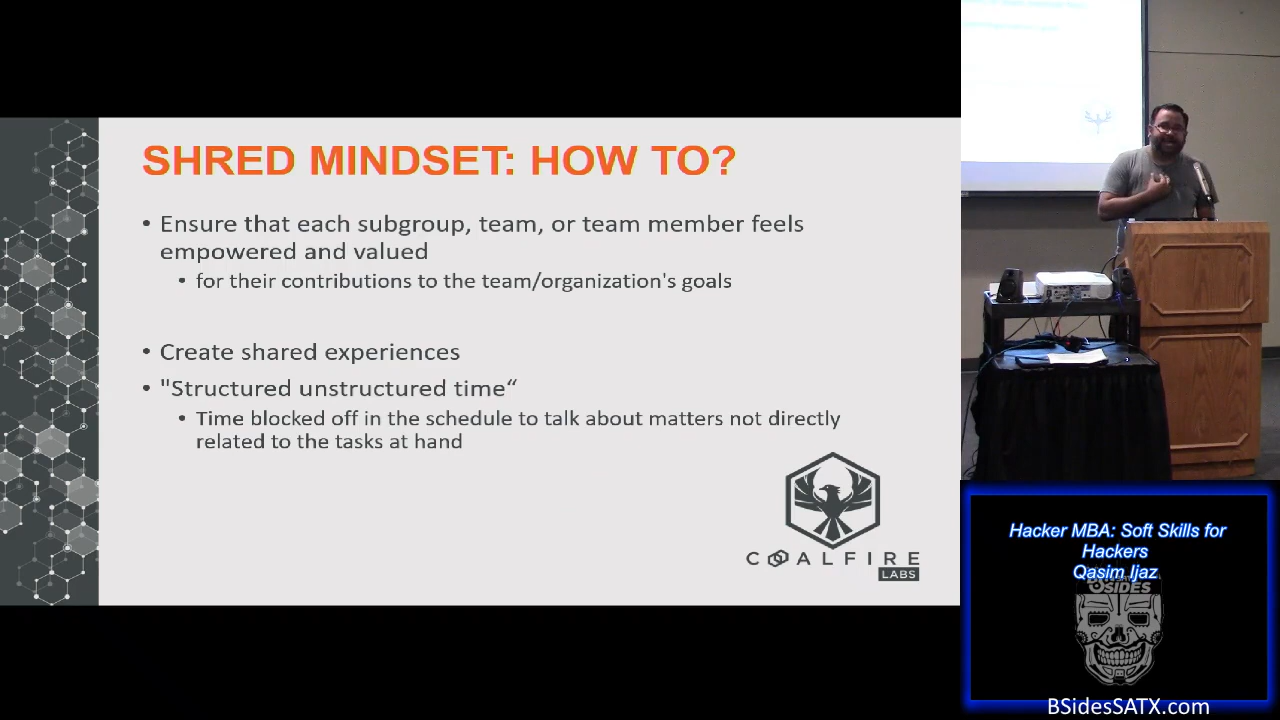 SHRED MINDSET: HOW TO?
• Ensure that each subgroup, team, or team member feels
empowered and valued
• for their contributions to the team/organization's goals
• Create shared experiences
• "Structured unstructured time“
• Time blocked off in the schedule to talk about matters not directly
related to the tasks at hand
COALFIRE
LABS
Hacker MBA: Soft Skills for
Hackers
Qasim Ijaz
BSIDES
BSidesSATX.com